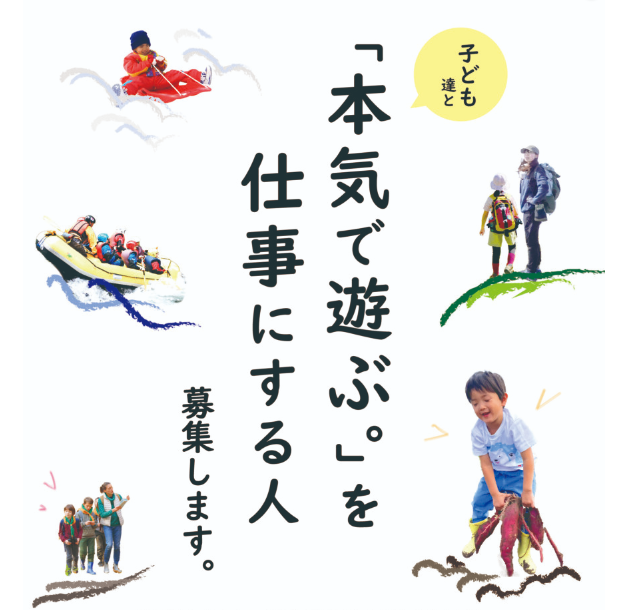 子ども
達と
「本気で遊ぶ。」を
仕事にする人
募集します。